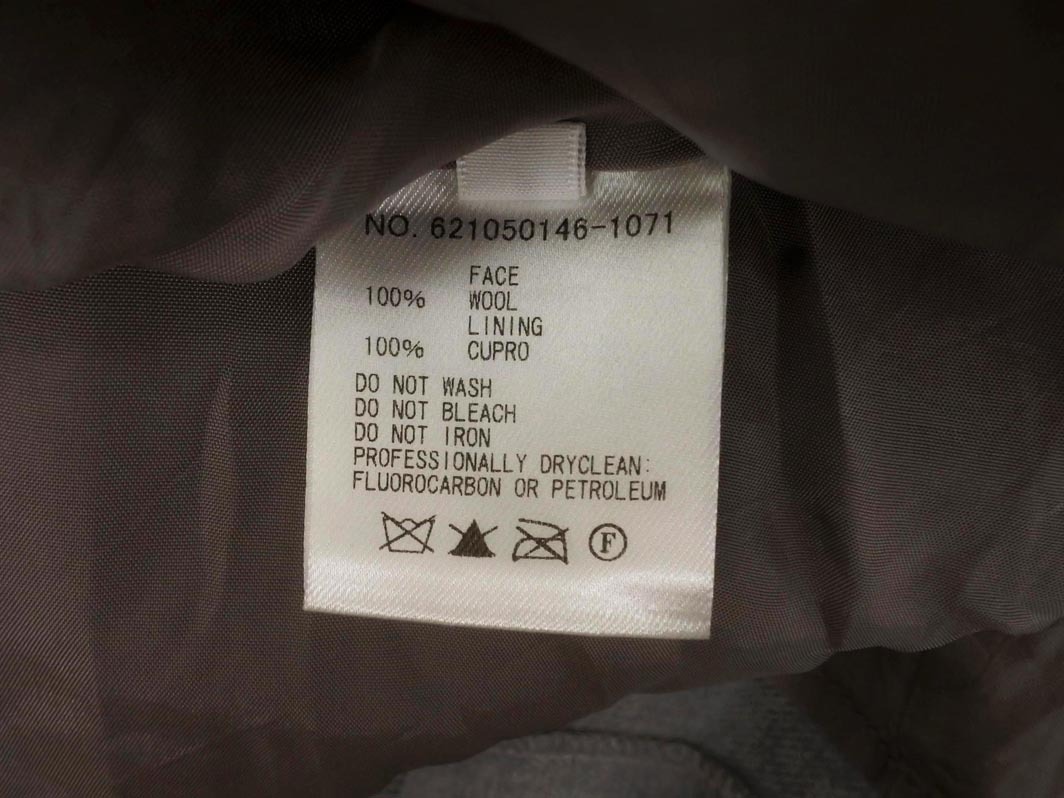 NO. 621050146-1071
FACE
100% WOOL
LINING
100% CUPRO
DO NOT WASH
DO NOT BLEACH
DO NOT IRON
PROFESSIONALLY DRYCLEAN:
FLUOROCARBON OR PETROLEUM
F